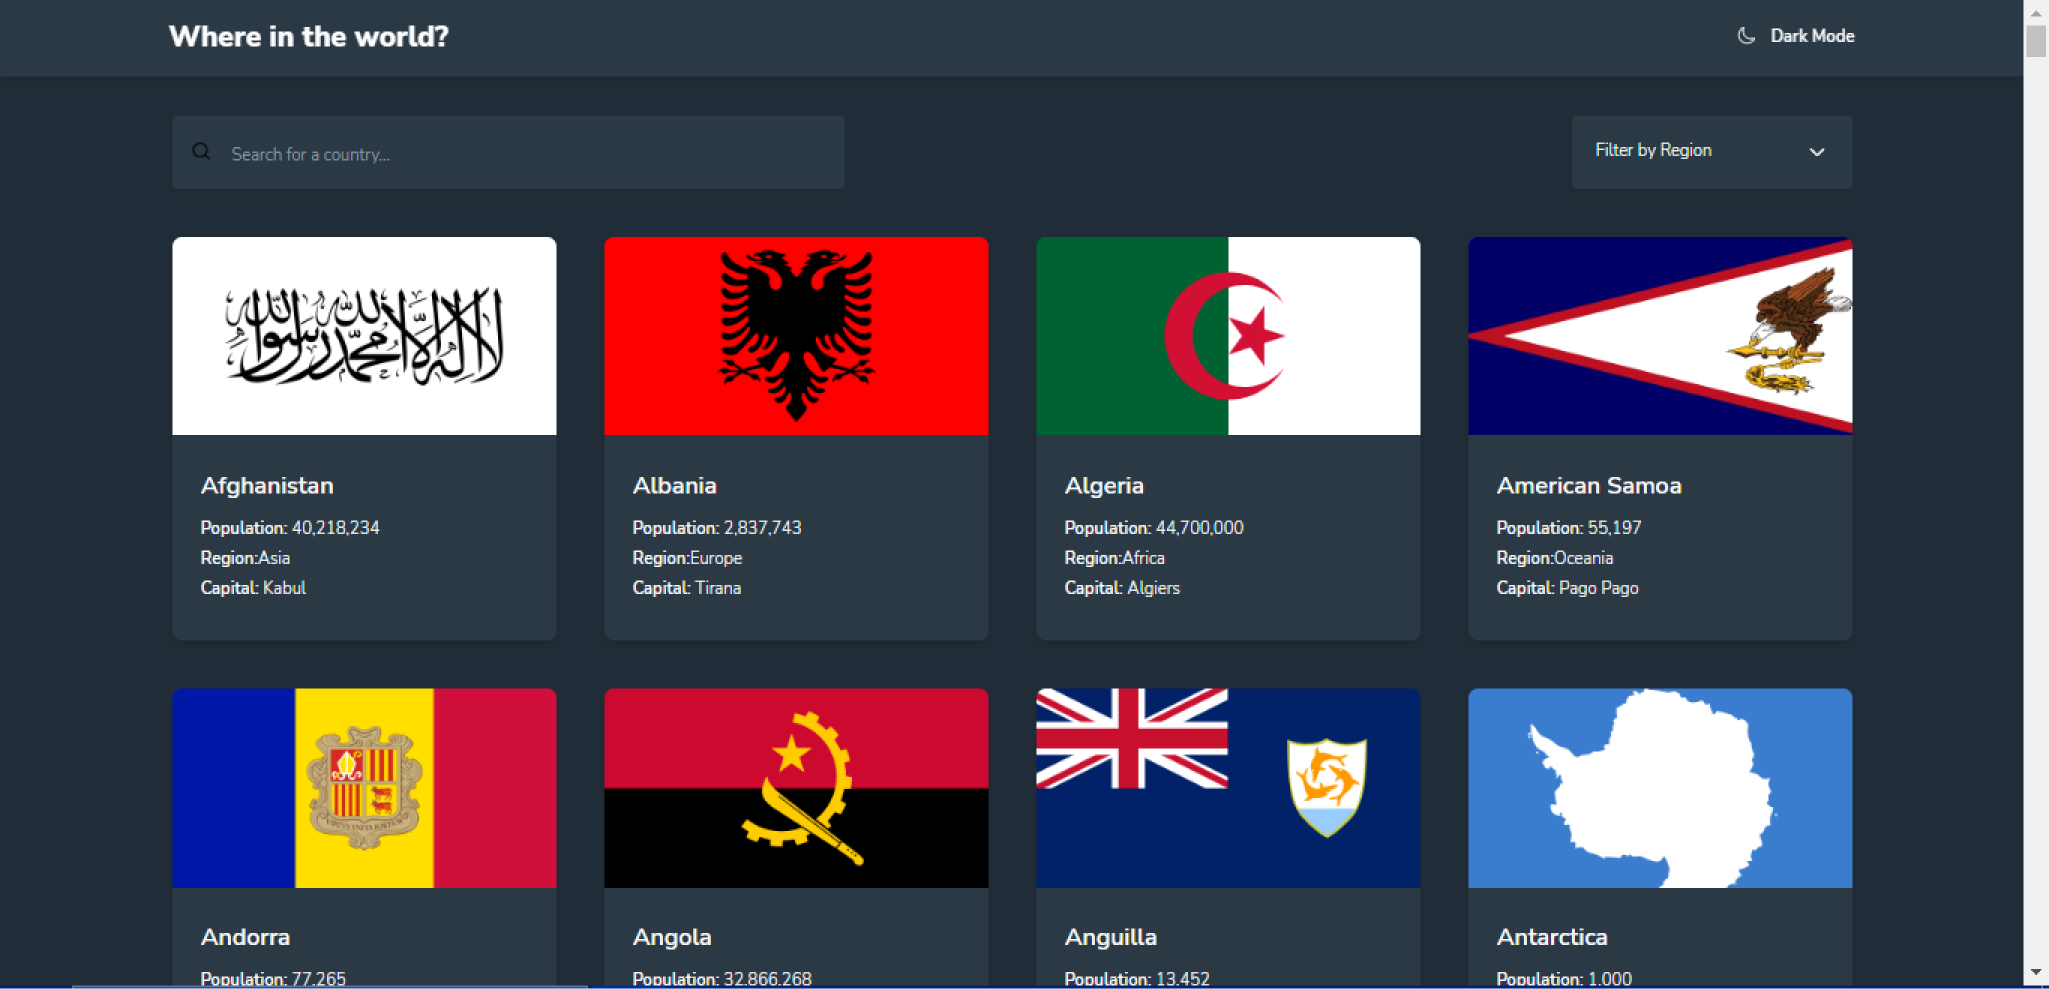 Where in the world?
Dark Mode
Search for a country...
Filter by Region
لا إله إلا الله محمد رسول الله
Afghanistan
Population: 40,218,234
Region:Asia
Capital: Kabul
Albania
Population: 2,837,743
Region:Europe
Capital: Tirana
Algeria
Population: 44,700,000
Region:Africa
Capital: Algiers
American Samoa
Population: 55,197
Region:Oceania
Capital: Pago Pago
Andorra
Population: 77,265
Angola
Population: 32,866,268
Anguilla
Population: 13,452
Antarctica
Population: 1,000